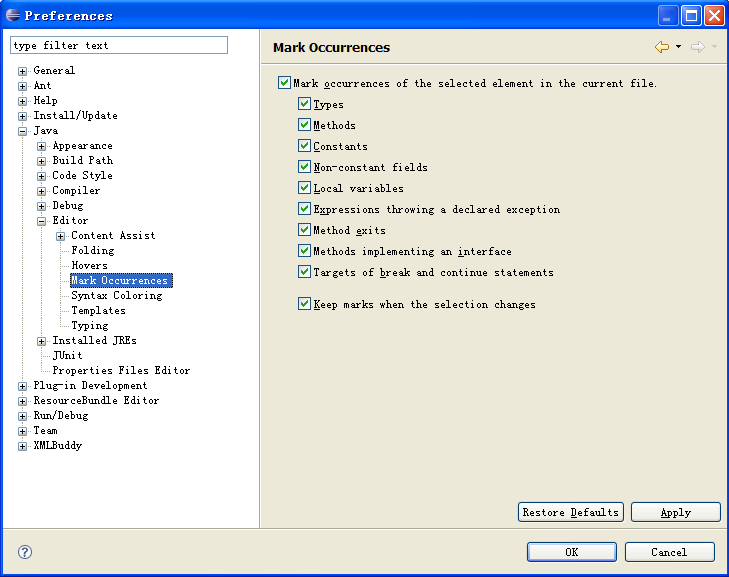 Preferences
type filter text
General
Ant
Help
Install/Update
Java
Appearance
Build Path
Code Style
Compiler
Debug
Editor
Content Assist
Folding
Hovers
Mark Occurrences
Syntax Coloring
Templates
Typing
Installed JREs
JUnit
Properties Files Editor
Plug-in Development
ResourceBundle Editor
Run/Debug
Team
XMLBuddy
Mark Occurrences
Mark occurrences of the selected element in the current file.
Types
Methods
Constants
Non-constant fields
Local variables
Expressions throwing a declared exception
Method exits
Methods implementing an interface
Targets of break and continue statements
Keep marks when the selection changes
Restore Defaults
Apply
?
OK
Cancel